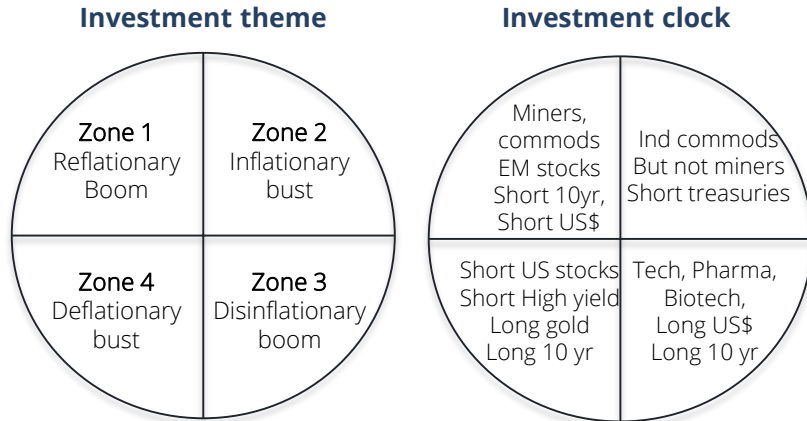 Investment theme
Zone 1
Reflationary
Boom
Zone 2
Inflationary
bust
Zone 4
Deflationary
bust
Zone 3
Disinflationary
boom
Investment clock
Miners,
commods
EM stocks
Short 10yr,
Short US$
Ind commods
But not miners
Short treasuries
Short US stocks
Short High yield
Long gold
Long 10 yr
Tech, Pharma,
Biotech,
Long US$
Long 10 yr